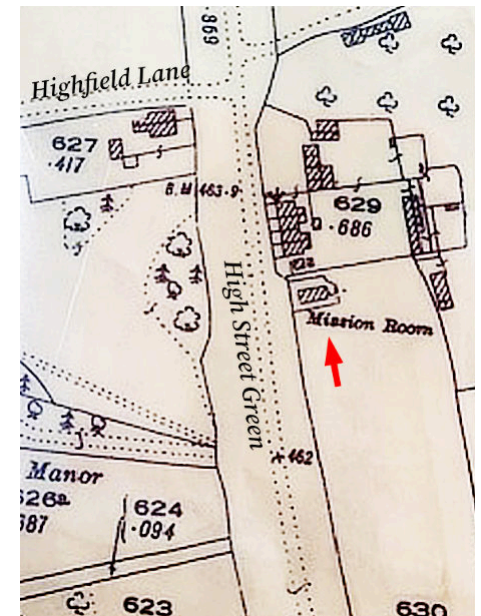 869
Highfield Lane
627
·417
B.M 463·9
629
·686
High Street Green
Mission Room
462
Manor
626a
687
624
·094
623
630